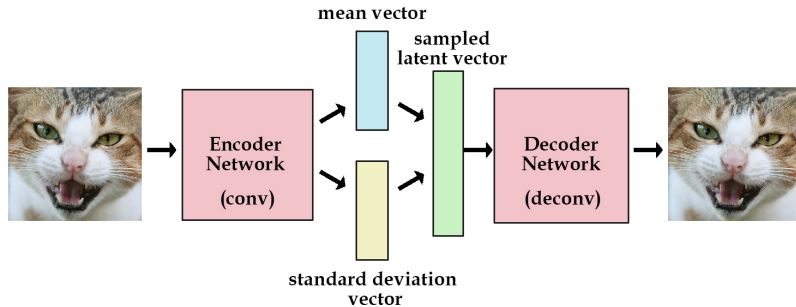 mean vector
sampled
latent vector
Encoder
Network
(conv)
Decoder
Network
(deconv)
standard deviation
vector